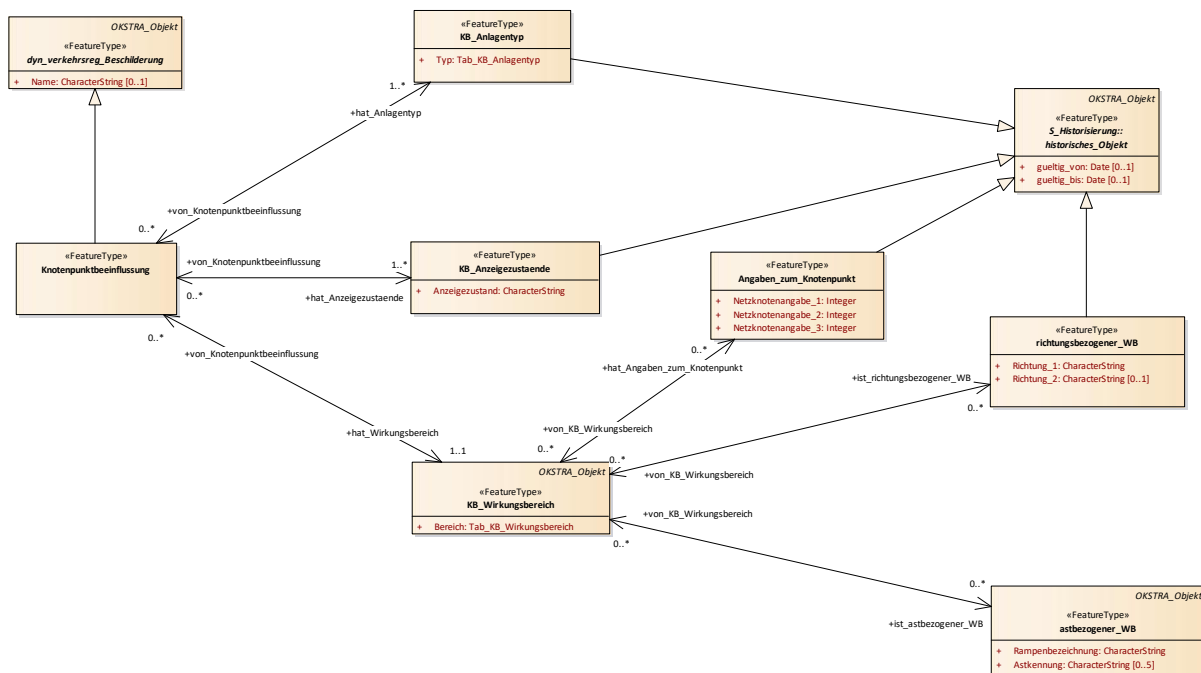 OKSTRA_Objekt
«FeatureType»
dyn_verkehrsreg_Beschilderung
+ Name: CharacterString [0..1]
«FeatureType»
KB_Anlagentyp
+ Typ: Tab_KB_Anlagentyp
1..*
+hat_Anlagentyp
OKSTRA_Objekt
«FeatureType»
S_Historisierung::
historisches_Objekt
+ gueltig_von: Date [0..1]
+ gueltig_bis: Date [0..1]
+von_Knotenpunktbeeinflussung
0..*
«FeatureType»
Knotenpunktbeeinflussung
+von_Knotenpunktbeeinflussung
0..*
1..*
+hat_Anzeigezustaende
«FeatureType»
KB_Anzeigezustaende
+ Anzeigezustand: CharacterString
«FeatureType»
Angaben_zum_Knotenpunkt
+ Netzknotenangabe_1: Integer
+ Netzknotenangabe_2: Integer
+ Netzknotenangabe_3: Integer
«FeatureType»
richtungsbezogener_WB
+ Richtung_1: CharacterString
+ Richtung_2: CharacterString [0..1]
0..*
+von_Knotenpunktbeeinflussung
0..*
+hat_Angaben_zum_Knotenpunkt
+ist_richtungsbezogener_WB
0..*
+hat_Wirkungsbereich
1..1
+von_KB_Wirkungsbereich
0..*
0..*
+von_KB_Wirkungsbereich
OKSTRA_Objekt
«FeatureType»
KB_Wirkungsbereich
+ Bereich: Tab_KB_Wirkungsbereich
+von_KB_Wirkungsbereich
0..*
0..*
+ist_astbezogener_WB
OKSTRA_Objekt
«FeatureType»
astbezogener_WB
+ Rampenbezeichnung: CharacterString
+ Astkennung: CharacterString [0..5]